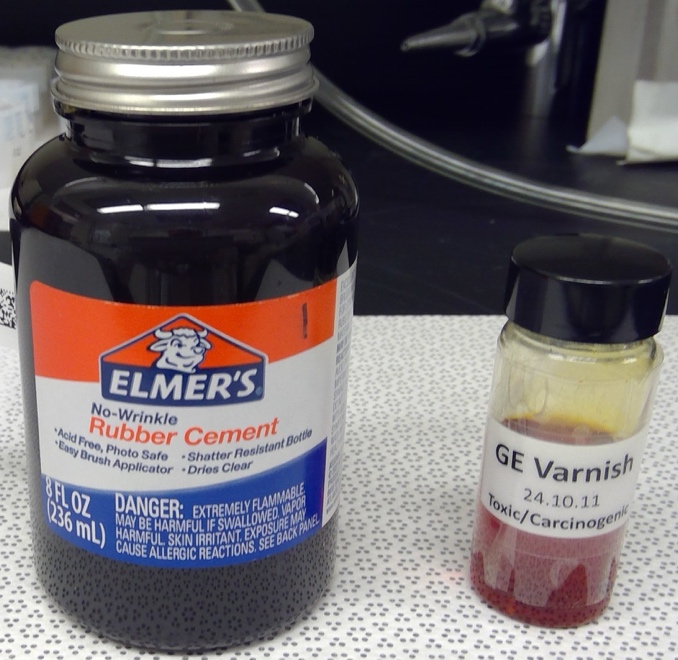 ELMER'S®
No-Wrinkle
Rubber Cement
•Acid Free, Photo Safe •Shatter Resistant Bottle
•Easy Brush Applicator •Dries Clear
8 FL OZ
(236 mL)
DANGER: EXTREMELY FLAMMABLE.
MAY BE HARMFUL IF SWALLOWED. VAPOR
HARMFUL. SKIN IRRITANT. EXPOSURE MAY
CAUSE ALLERGIC REACTIONS. SEE BACK PANEL.
GE Varnish
24.10.11
Toxic/Carcinogenic